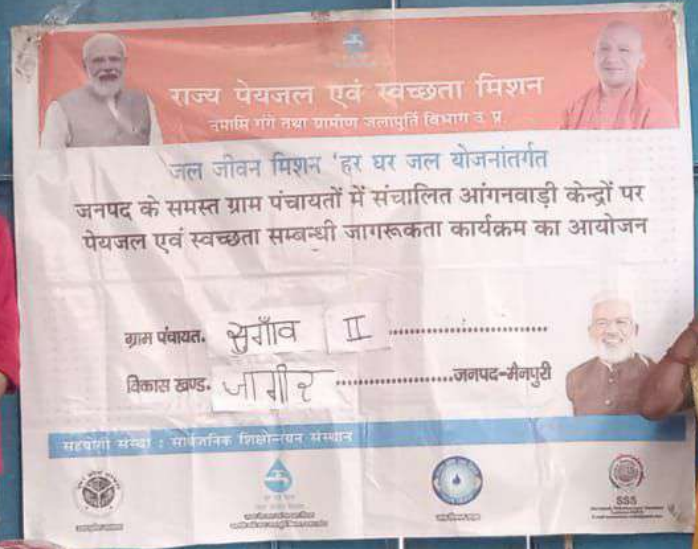 राज्य पेयजल एवं स्वच्छता मिशन
नमामि गंगे तथा ग्रामीण जलापूर्ति विभाग उ प्र
जल जीवन मिशन 'हर घर जल योजनांतर्गत
जनपद के समस्त ग्राम पंचायतों में संचालित आंगनवाड़ी केन्द्रों पर
पेयजल एवं स्वच्छता सम्बन्धी जागरूकता कार्यक्रम का आयोजन
ग्राम पंचायत. सुगाँव II ................................
विकास खण्ड. जागीर ........................जनपद-मैनपुरी
सहयोगी संस्था : सार्वजनिक शिक्षोन्नयन संस्थान
SSS